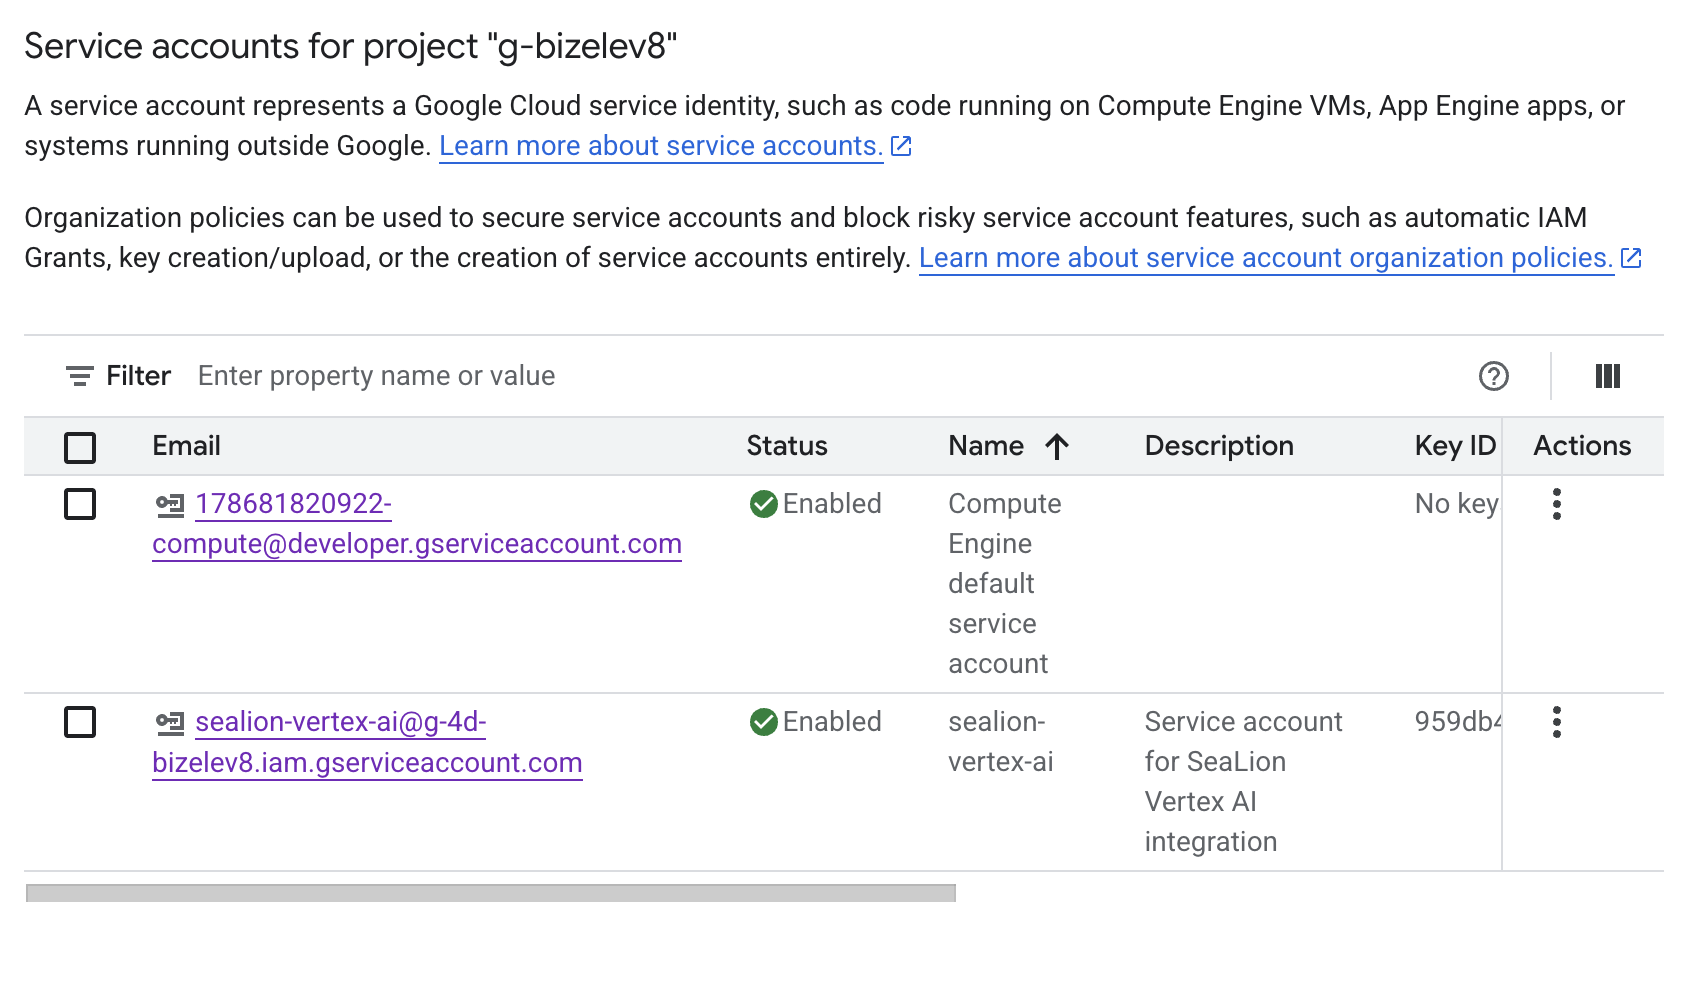 Service accounts for project "g-bizelev8"
A service account represents a Google Cloud service identity, such as code running on Compute Engine VMs, App Engine apps, or
systems running outside Google. Learn more about service accounts.
Organization policies can be used to secure service accounts and block risky service account features, such as automatic IAM
Grants, key creation/upload, or the creation of service accounts entirely. Learn more about service account organization policies.
Filter Enter property name or value
Email Status Name Description Key ID Actions
178681820922-
compute@developer.gserviceaccount.com
Enabled
Compute
Engine
default
service
account
No key
sealion-vertex-ai@g-4d-
bizelev8.iam.gserviceaccount.com
Enabled
sealion-
vertex-ai
Service account
for SeaLion
Vertex AI
integration
959db4